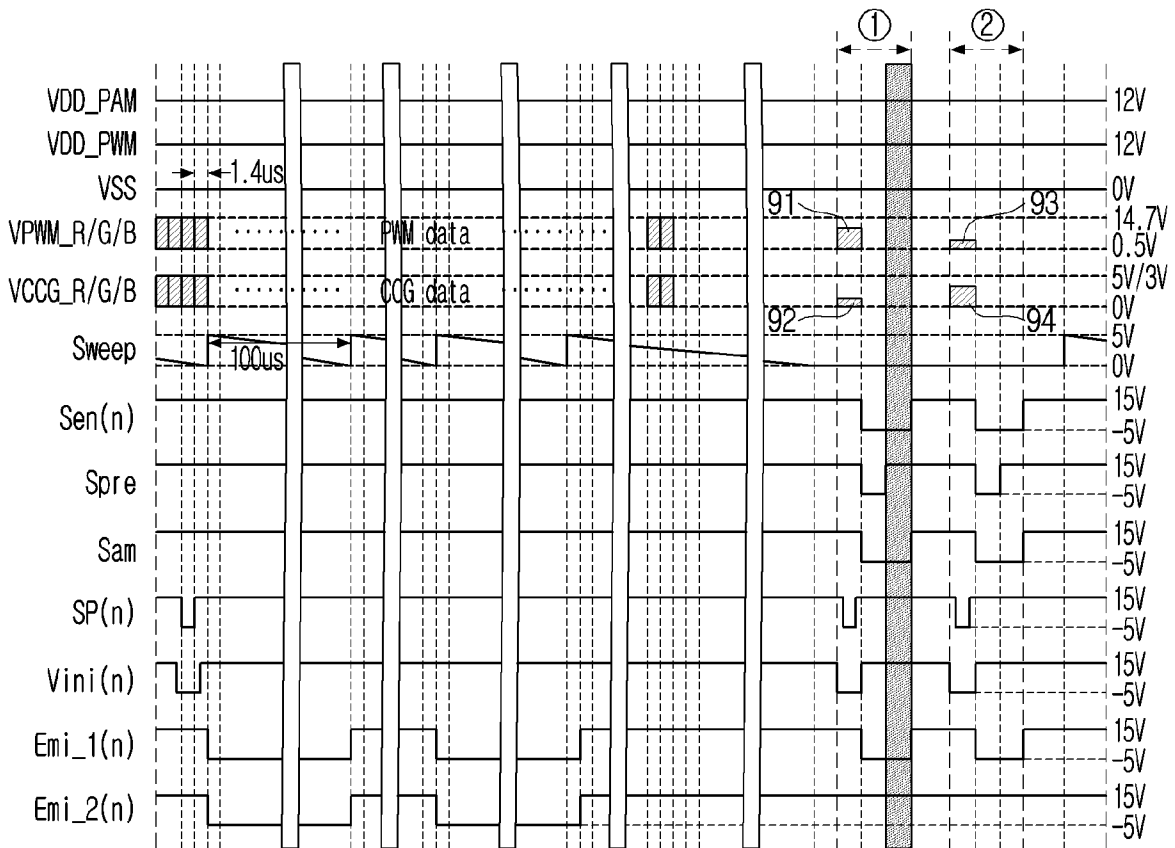 ① ②
VDD_PAM 12V
VDD_PWM 12V
1.4us
VSS 0V
91 93
14.7V
VPWM_R/G/B PWM data
0.5V
5V/3V
VCCG_R/G/B CCG data
0V
92 94
Sweep 5V
100us 0V
Sen(n) 15V
-5V
Spre 15V
-5V
Sam 15V
-5V
SP(n) 15V
-5V
Vini(n) 15V
-5V
Emi_1(n) 15V
-5V
Emi_2(n) 15V
-5V